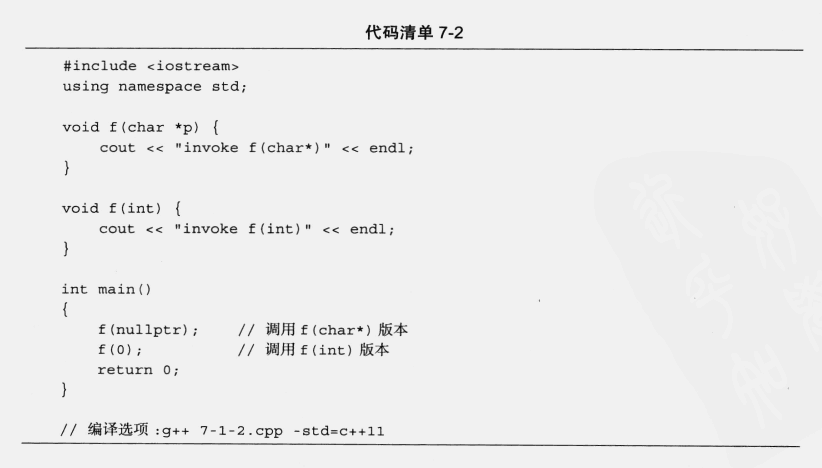 代码清单 7-2
#include <iostream>
using namespace std;
void f(char *p) {
    cout << "invoke f(char*)" << endl;
}
void f(int) {
    cout << "invoke f(int)" << endl;
}
int main()
{
    f(nullptr);    // 调用 f(char*) 版本
    f(0);          // 调用 f(int) 版本
    return 0;
}
// 编译选项 :g++ 7-1-2.cpp -std=c++11